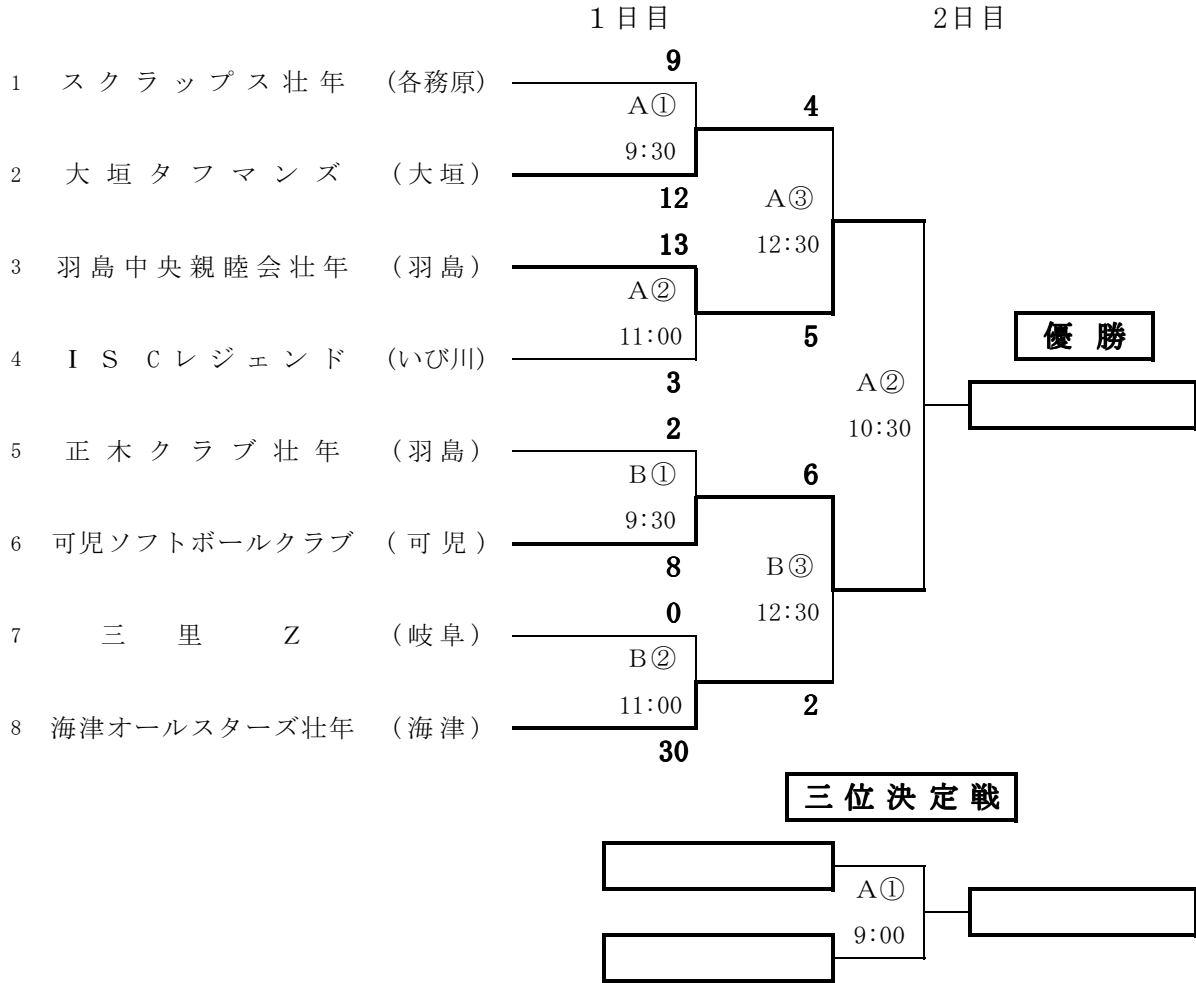 １日目 2日目
9
1 スクラップス壮年 (各務原)
A① 4
9:30
2 大垣タフマンズ (大垣)
12 A③
13 12:30
3 羽島中央親睦会壮年 (羽島)
A②
11:00 5 優勝
4 ＩＳＣレジェンド (いび川)
3 A②
2 10:30
5 正木クラブ壮年 (羽島)
B① 6
9:30
6 可児ソフトボールクラブ (可児)
8 B③
0 12:30
7 三里Z (岐阜)
B②
11:00 2
8 海津オールスターズ壮年 (海津)
30
三位決定戦
A①
9:00